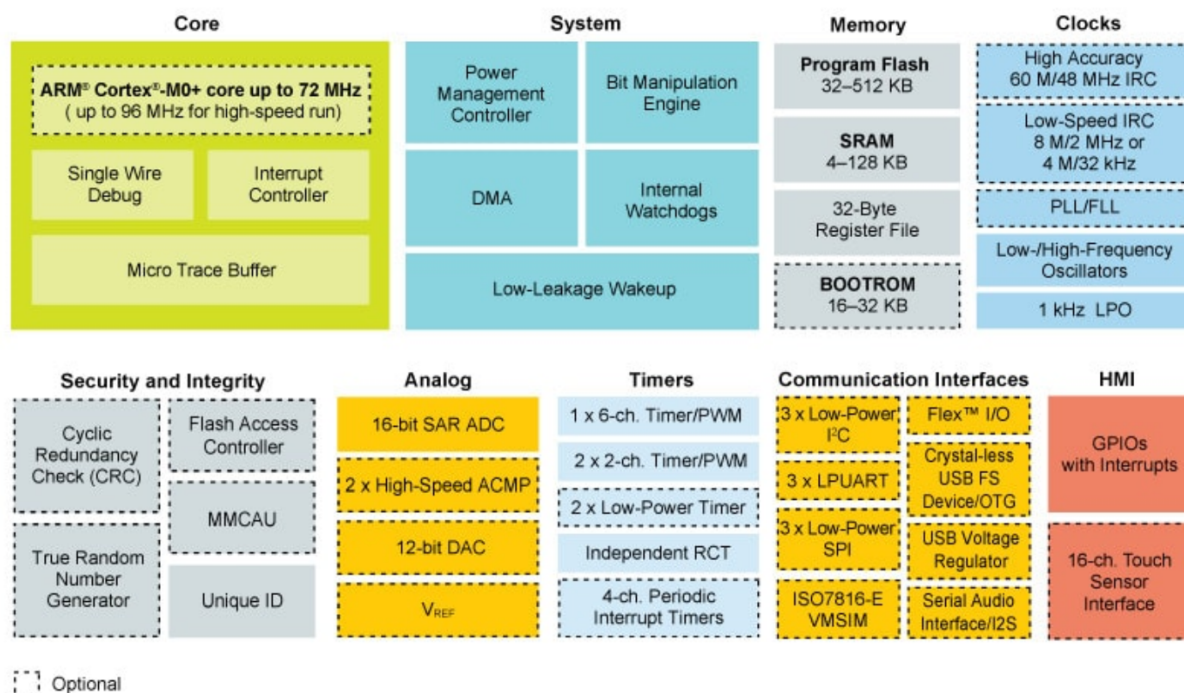 Core
System
Memory
Clocks
ARM® Cortex®-M0+ core up to 72 MHz
( up to 96 MHz for high-speed run)
Single Wire
Debug
Interrupt
Controller
Micro Trace Buffer
Power
Management
Controller
Bit Manipulation
Engine
DMA
Internal
Watchdogs
Low-Leakage Wakeup
Program Flash
32–512 KB
SRAM
4–128 KB
32-Byte
Register File
BOOTROM
16–32 KB
High Accuracy
60 M/48 MHz IRC
Low-Speed IRC
8 M/2 MHz or
4 M/32 kHz
PLL/FLL
Low-/High-Frequency
Oscillators
1 kHz LPO
Security and Integrity
Analog
Timers
Communication Interfaces
HMI
Cyclic
Redundancy
Check (CRC)
True Random
Number
Generator
Flash Access
Controller
MMCAU
Unique ID
16-bit SAR ADC
2 x High-Speed ACMP
12-bit DAC
VREF
1 x 6-ch. Timer/PWM
2 x 2-ch. Timer/PWM
2 x Low-Power Timer
Independent RCT
4-ch. Periodic
Interrupt Timers
3 x Low-Power
I²C
3 x LPUART
3 x Low-Power
SPI
ISO7816-E
VMSIM
Flex™ I/O
Crystal-less
USB FS
Device/OTG
USB Voltage
Regulator
Serial Audio
Interface/I2S
GPIOs
with Interrupts
16-ch. Touch
Sensor
Interface
Optional